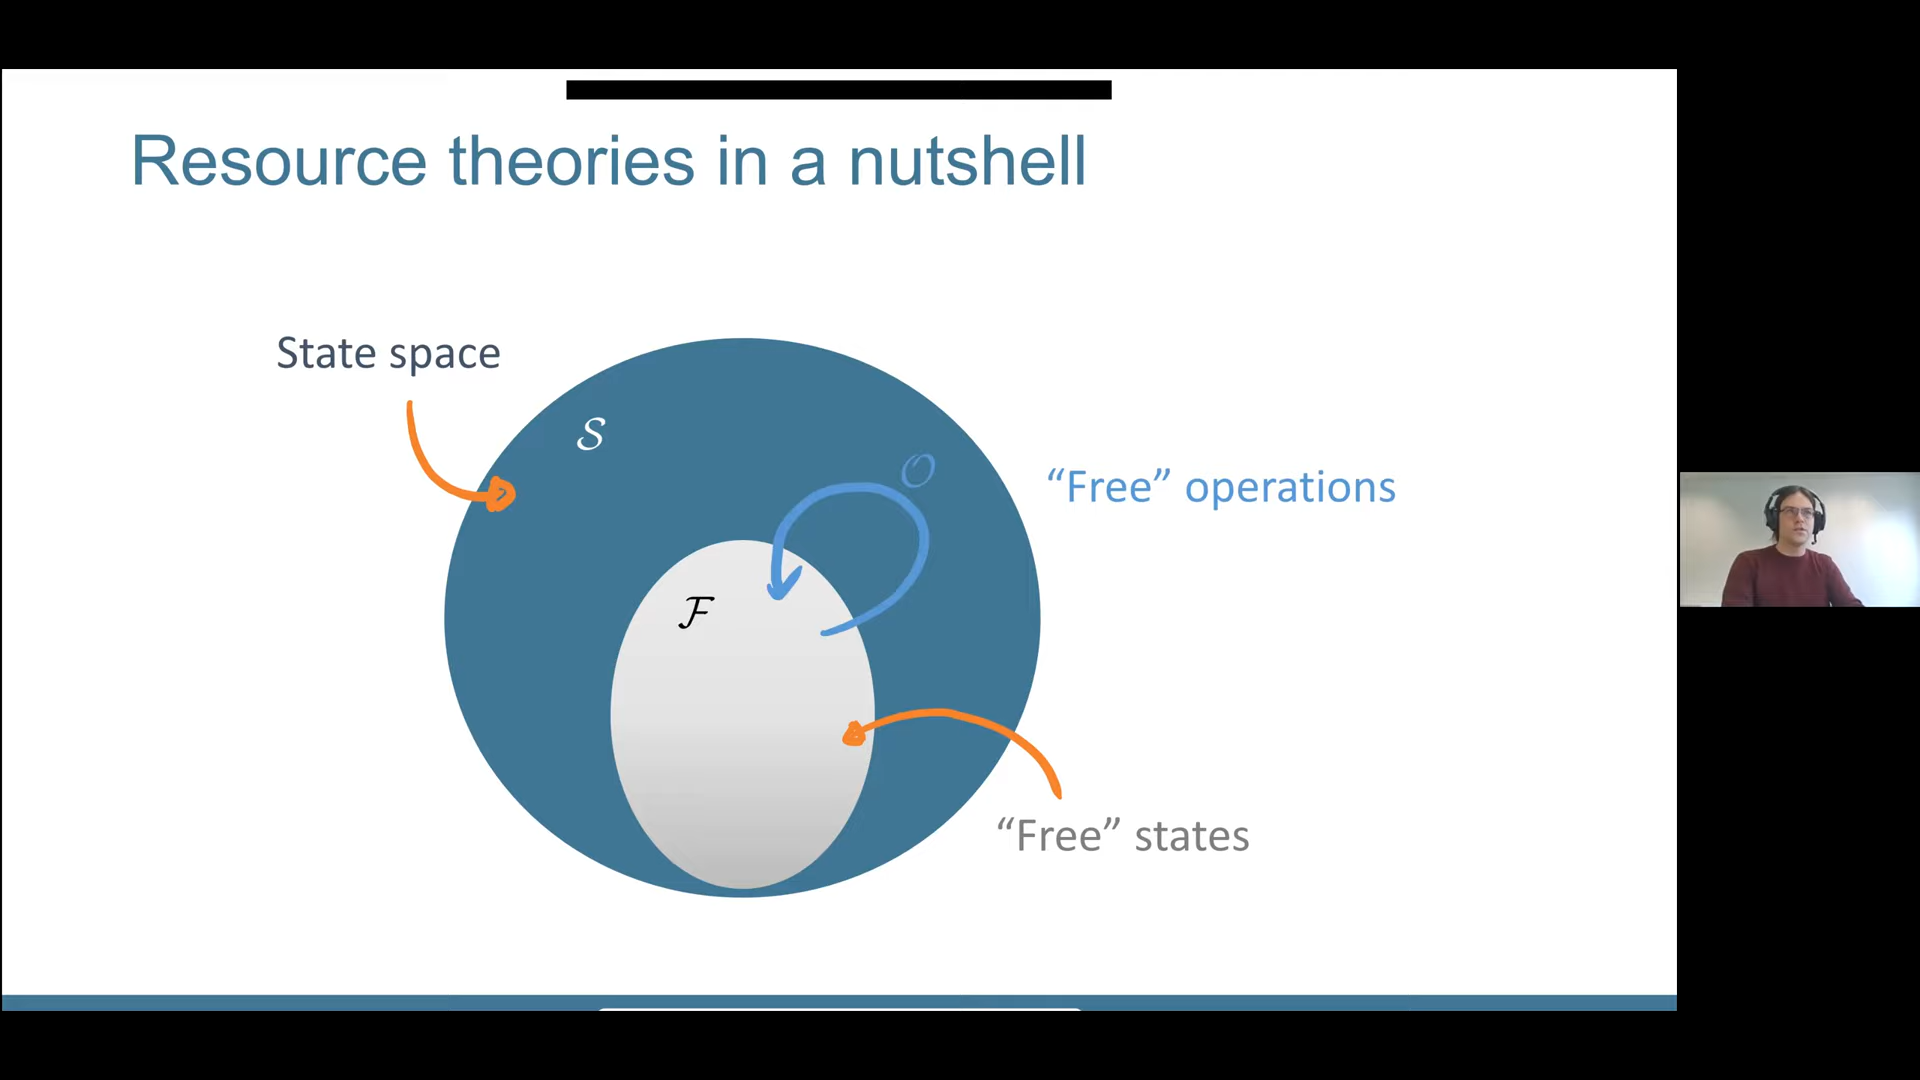 Resource theories in a nutshell
State space
𝒮
𝒪
“Free” operations
ℱ
“Free” states